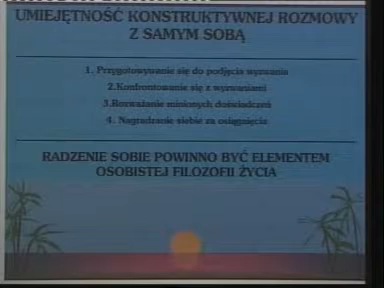 UMIEJĘTNOŚĆ KONSTRUKTYWNEJ ROZMOWY
Z SAMYM SOBĄ
1. Przygotowywanie się do podjęcia wyzwania
2.Konfrontowanie się z wyzwaniami
3.Rozważanie minionych doświadczeń
4. Nagradzanie siebie za osiągnięcia
RADZENIE SOBIE POWINNO BYĆ ELEMENTEM
OSOBISTEJ FILOZOFII ŻYCIA